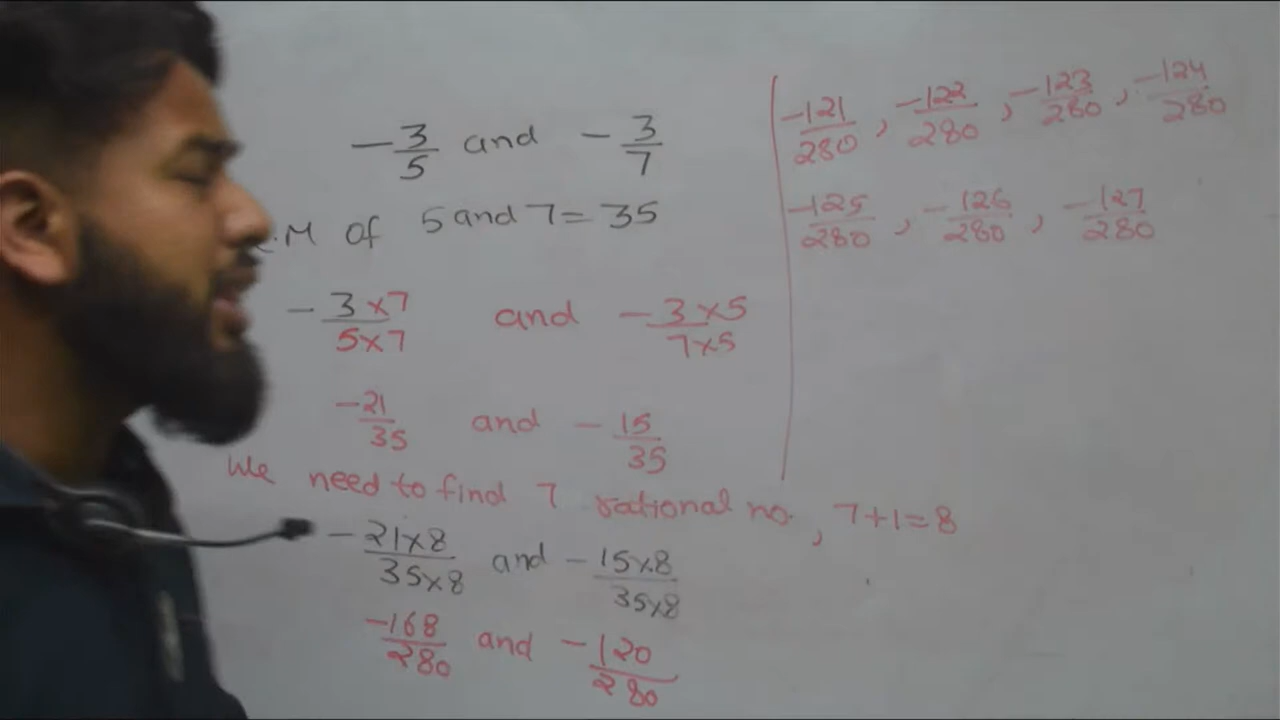 -3/5 and -3/7
.M of 5 and 7 = 35
-3×7/5×7 and -3×5/7×5
-21/35 and -15/35
We need to find 7 rational no., 7+1=8
-21×8/35×8 and -15×8/35×8
-168/280 and -120/280
-121/280, -122/280, -123/280, -124/280
-125/280, -126/280, -127/280